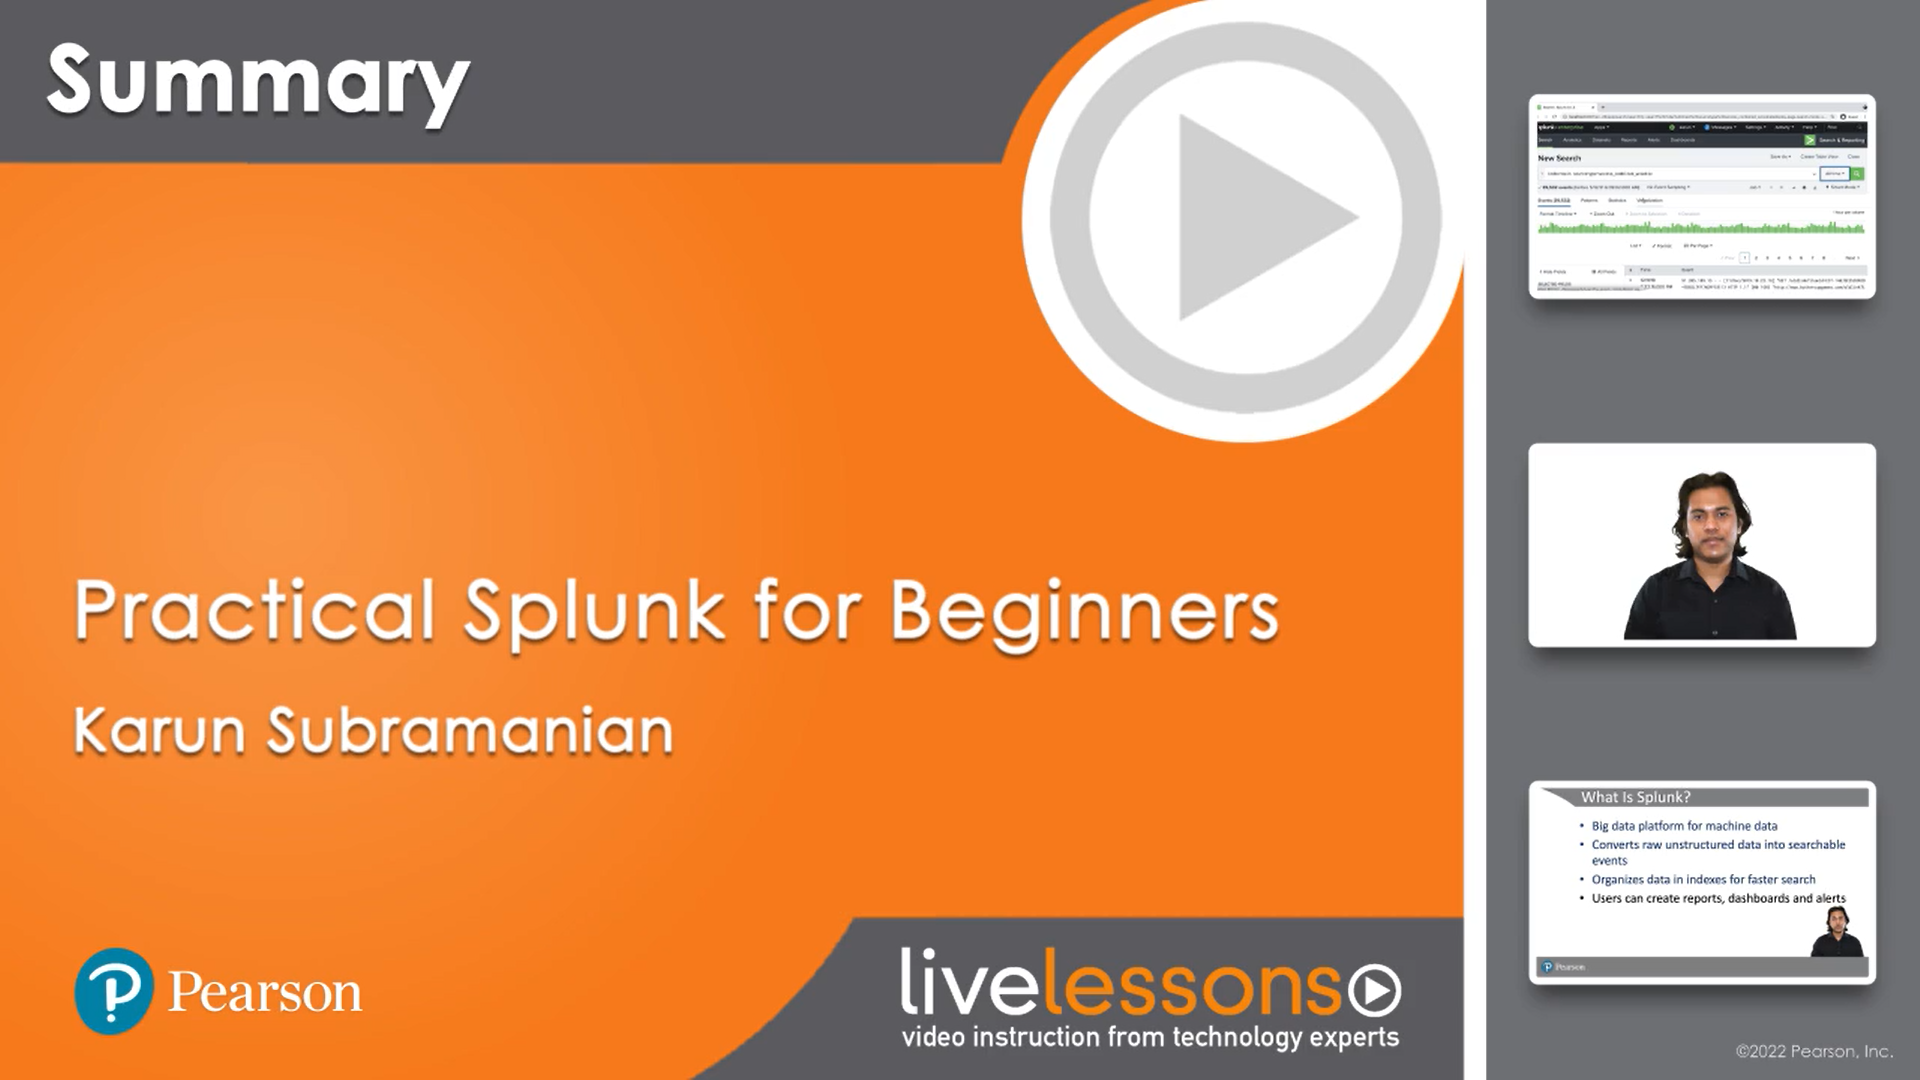 Summary
Practical Splunk for Beginners
Karun Subramanian
Pearson
livelessons
video instruction from technology experts
New Search
What Is Splunk?
• Big data platform for machine data
• Converts raw unstructured data into searchable
events
• Organizes data in indexes for faster search
• Users can create reports, dashboards and alerts
Pearson
©2022 Pearson, Inc.